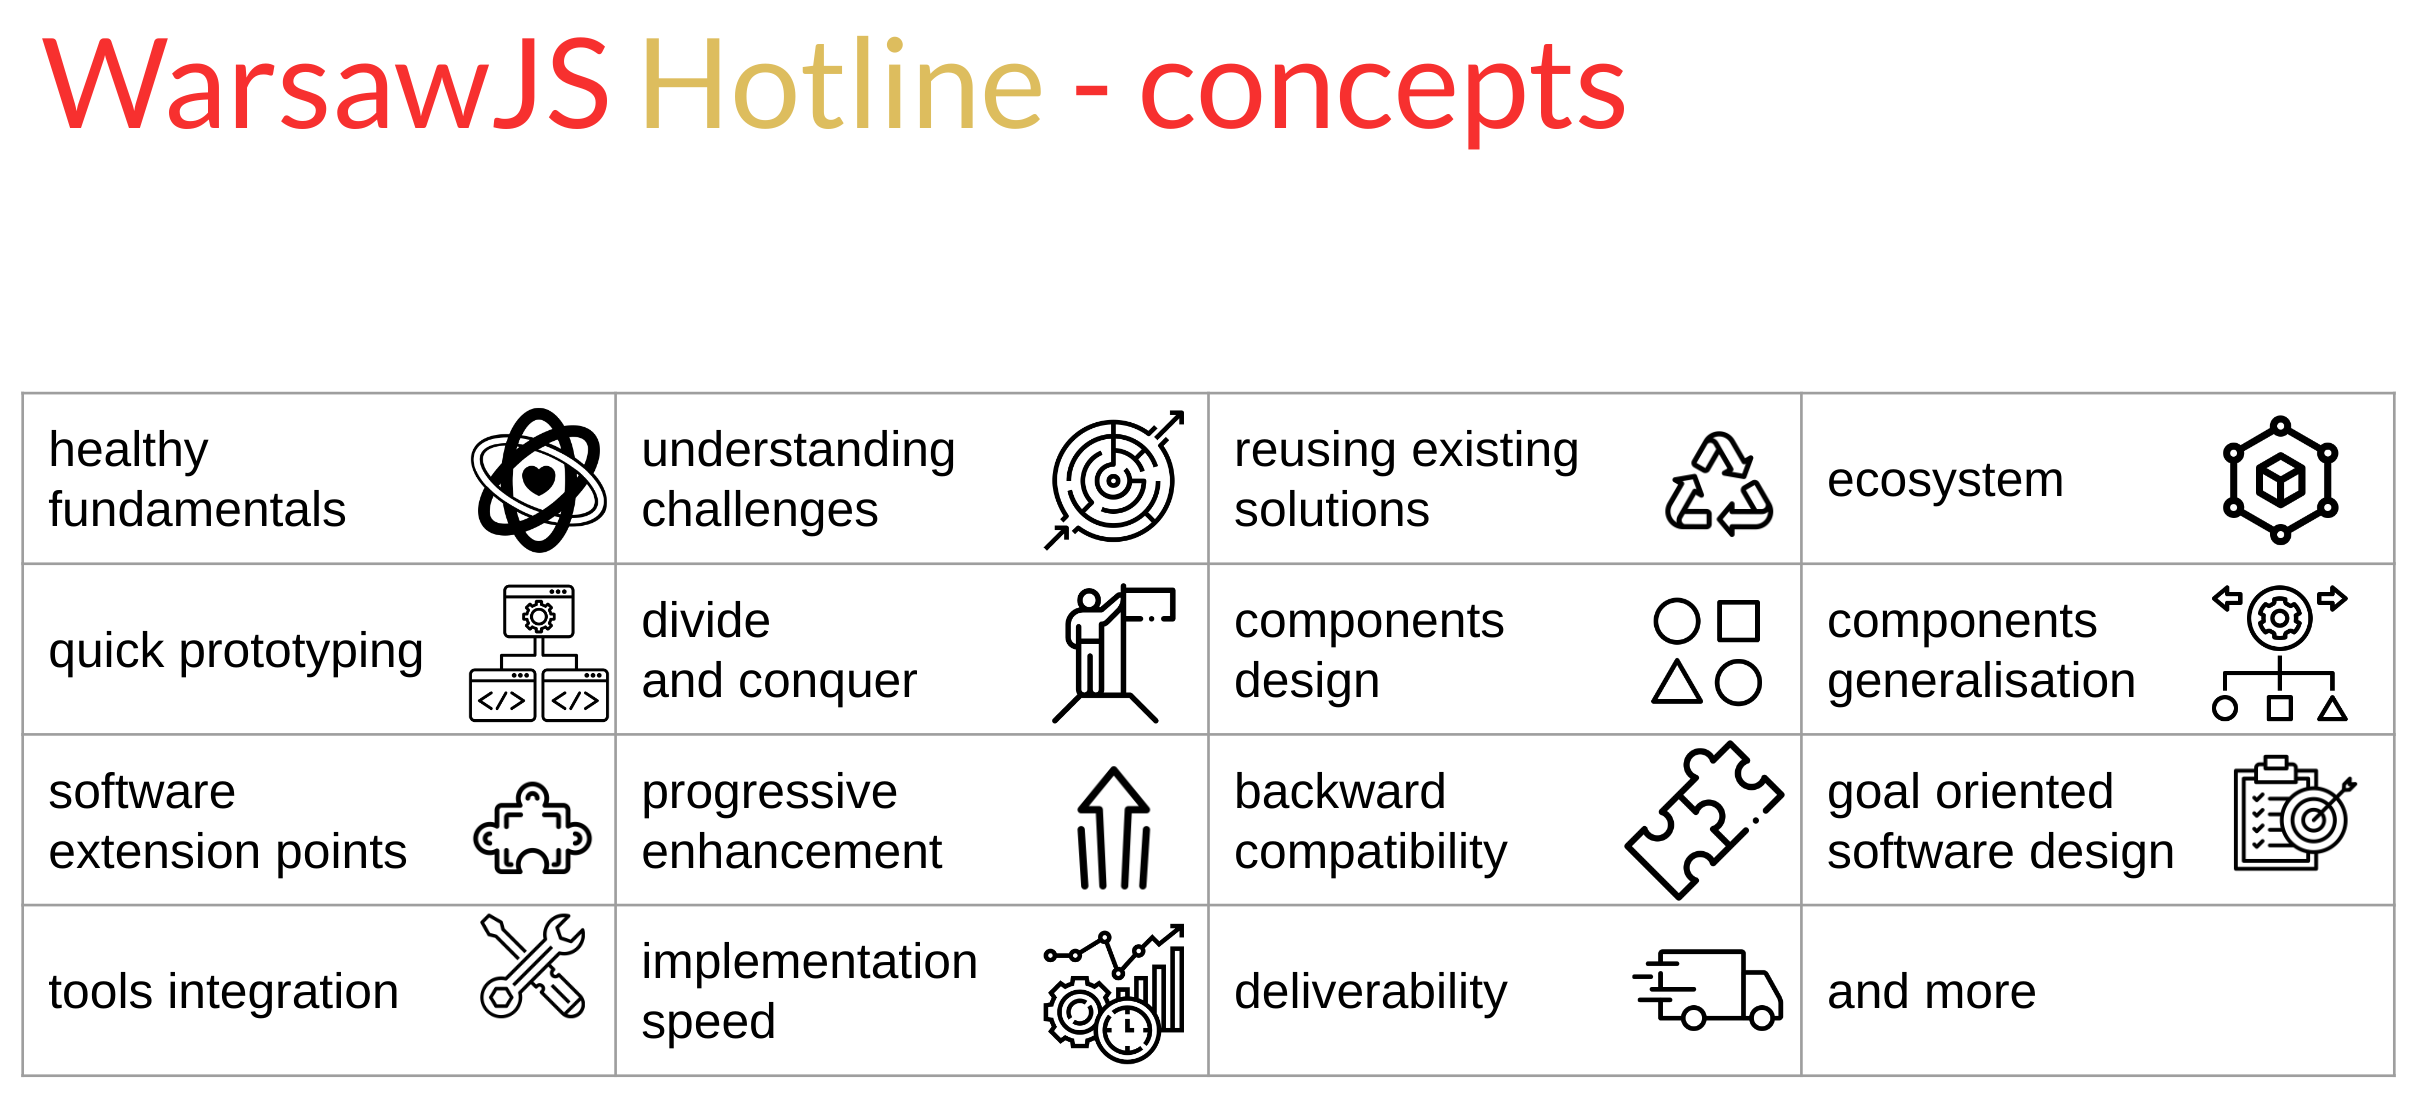 WarsawJS Hotline - concepts
healthy
fundamentals
understanding
challenges
reusing existing
solutions
ecosystem
quick prototyping
divide
and conquer
components
design
components
generalisation
software
extension points
progressive
enhancement
backward
compatibility
goal oriented
software design
tools integration
implementation
speed
deliverability
and more